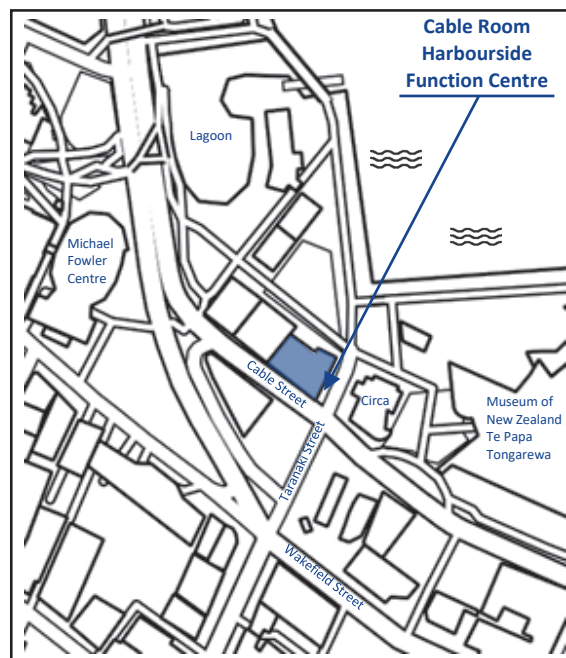 Cable Room
Harbourside
Function Centre
Lagoon
Michael
Fowler
Centre
Cable Street
Circa
Museum of
New Zealand
Te Papa
Tongarewa
Taranaki Street
Wakefield Street